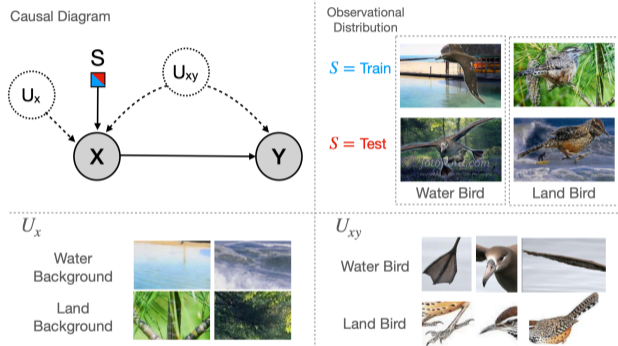 Causal Diagram
S
Ux
Uxy
X
Y
Observational
Distribution
S = Train
S = Test
Water Bird
Land Bird
Ux
Water
Background
Land
Background
Uxy
Water Bird
Land Bird